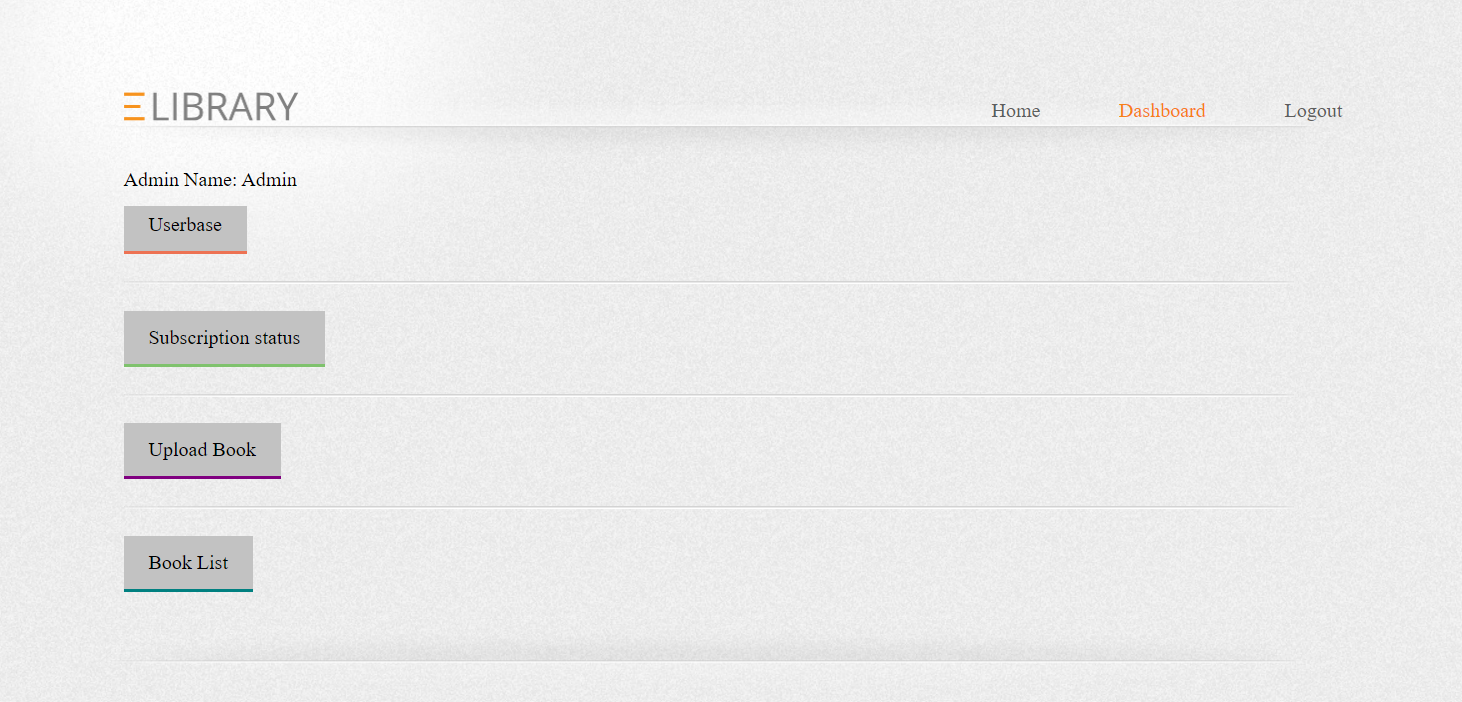 E LIBRARY
Home Dashboard Logout
Admin Name: Admin
Userbase
Subscription status
Upload Book
Book List